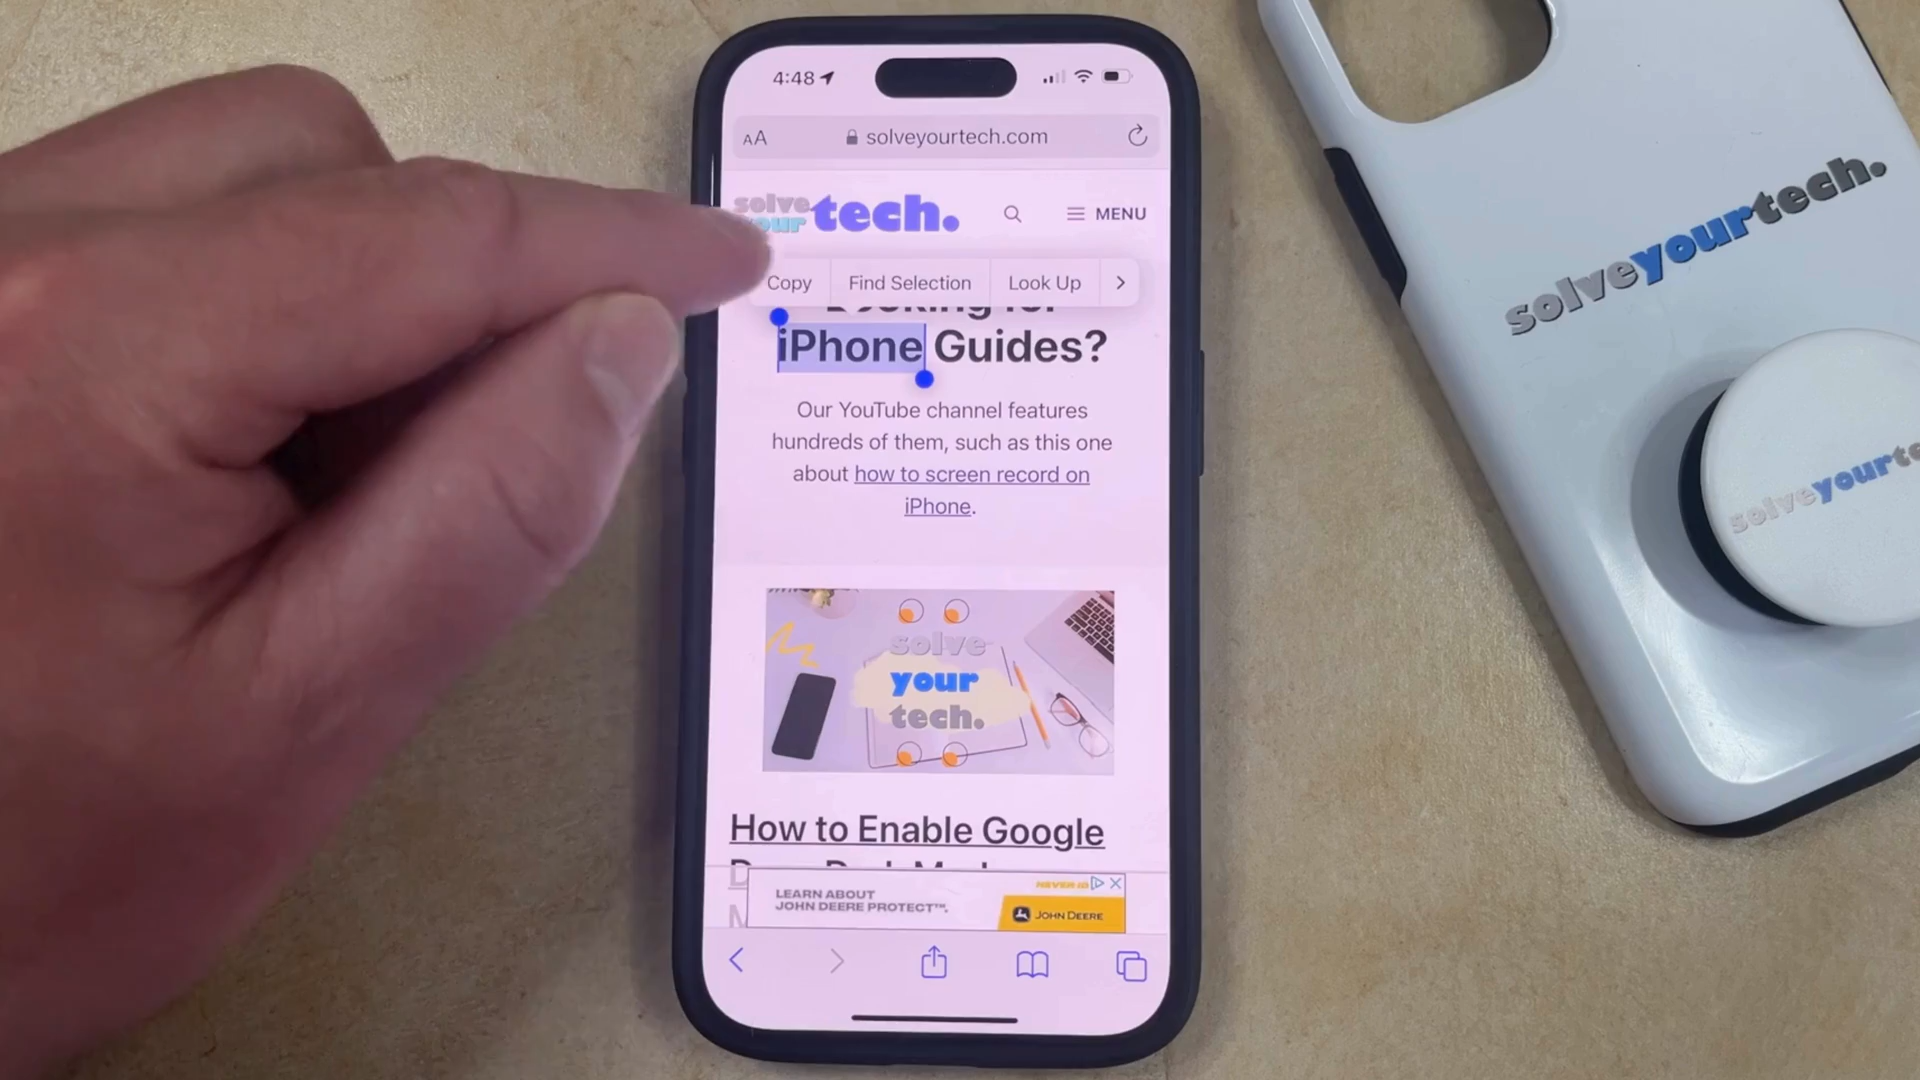 4:48
AA
solveyourtech.com
solve
your tech.
MENU
Copy
Find Selection
Look Up
Looking for
iPhone Guides?
Our YouTube channel features
hundreds of them, such as this one
about how to screen record on
iPhone.
solve
your
tech.
How to Enable Google
LEARN ABOUT
JOHN DEERE PROTECT™.
JOHN DEERE
solveyourtech.
solveyourte